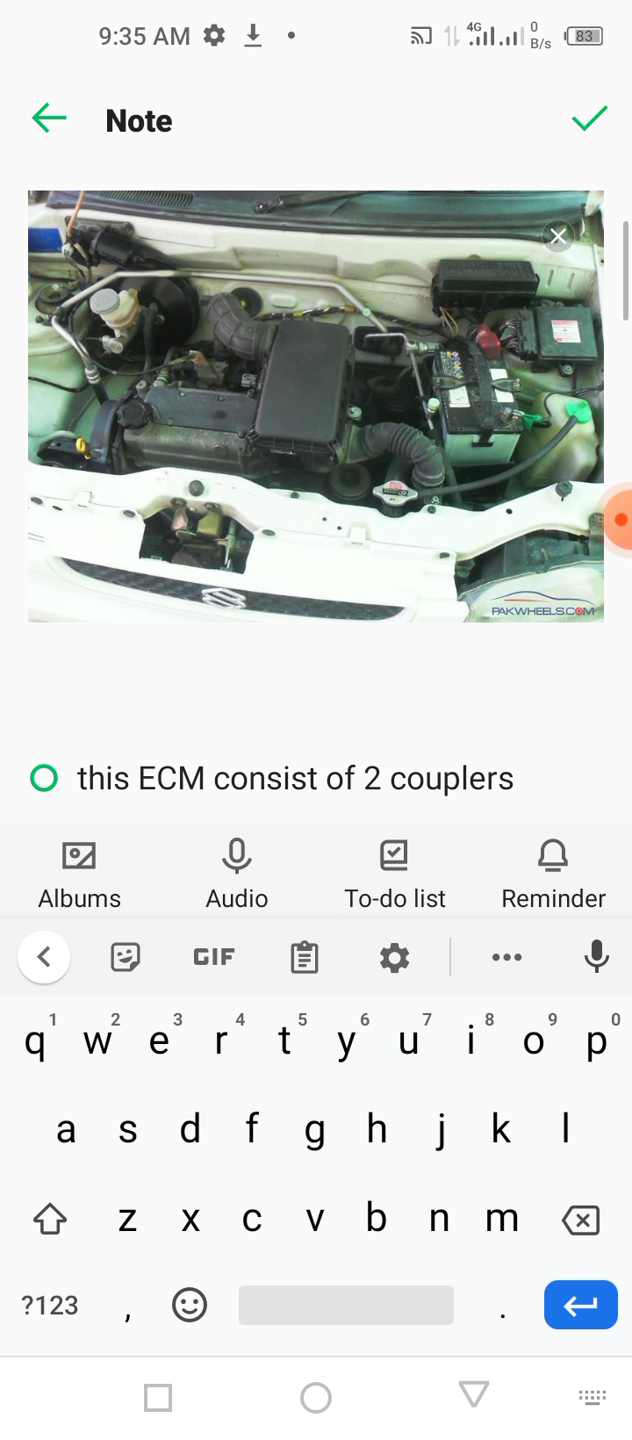 9:35 AM
4G
0
B/s
83
Note
PAKWHEELS.COM
this ECM consist of 2 couplers
Albums Audio To-do list Reminder
GIF
1 2 3 4 5 6 7 8 9 0
q w e r t y u i o p
a s d f g h j k l
z x c v b n m
?123 , .